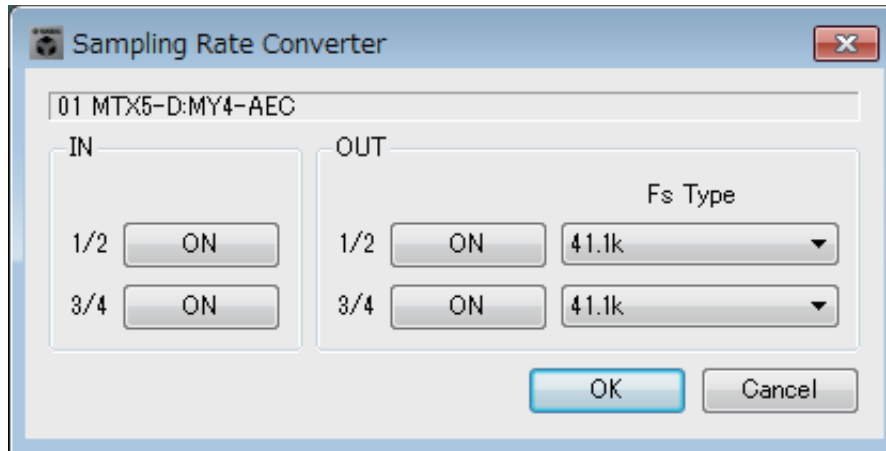 Sampling Rate Converter
01 MTX5-D:MY4-AEC
IN
OUT
Fs Type
1/2 ON
1/2 ON 41.1k
3/4 ON
3/4 ON 41.1k
OK Cancel